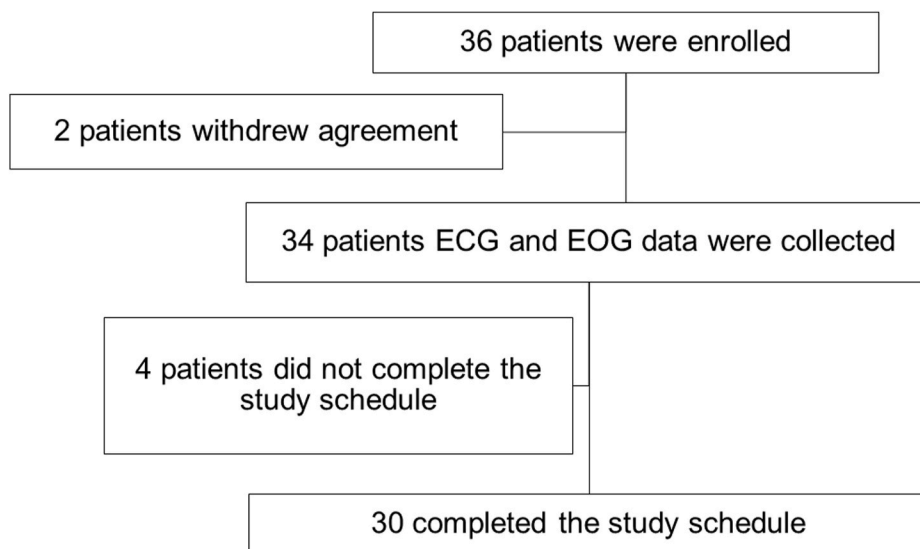 36 patients were enrolled
2 patients withdrew agreement
34 patients ECG and EOG data were collected
4 patients did not complete the
study schedule
30 completed the study schedule